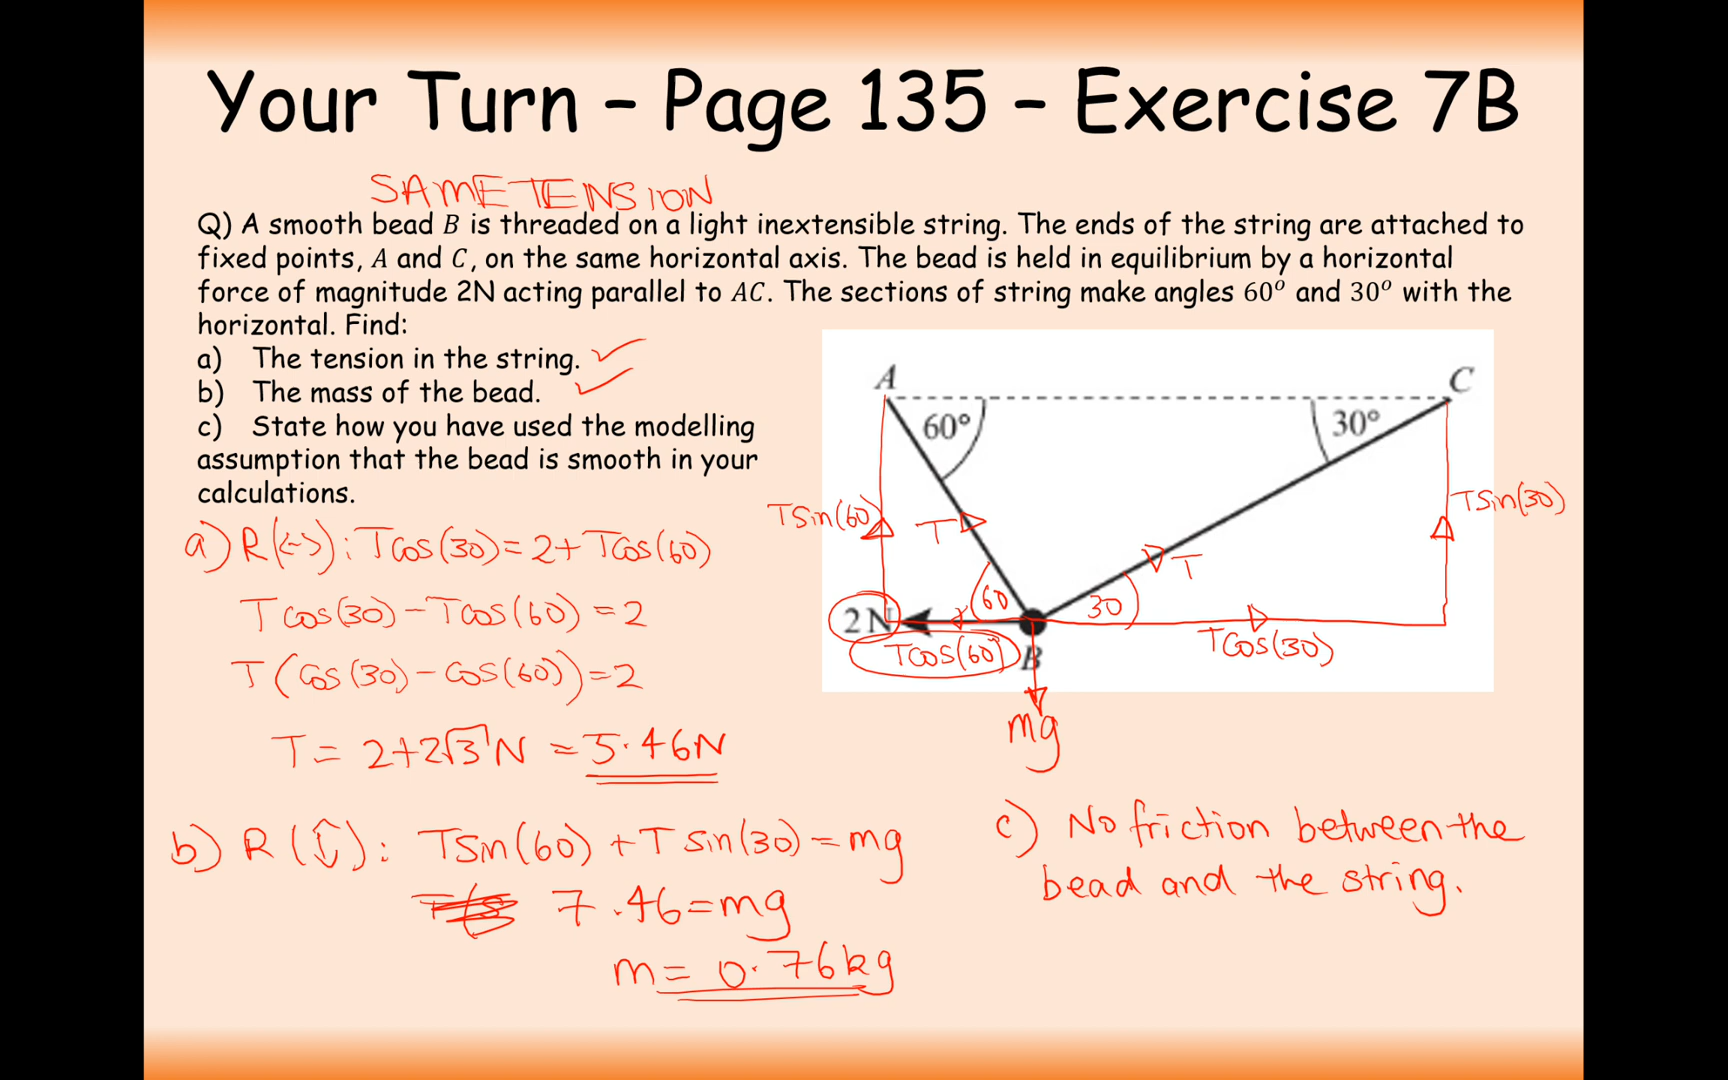 Your Turn – Page 135 – Exercise 7B
SAME TENSION
Q) A smooth bead B is threaded on a light inextensible string. The ends of the string are attached to
fixed points, A and C, on the same horizontal axis. The bead is held in equilibrium by a horizontal
force of magnitude 2N acting parallel to AC. The sections of string make angles 60° and 30° with the
horizontal. Find:
a) The tension in the string.
b) The mass of the bead.
c) State how you have used the modelling
assumption that the bead is smooth in your
calculations.
A
C
60°
30°
Tsin(60)
T
T
Tsin(30)
60
30
2N
Tcos(60)
B
Tcos(30)
mg
a) R(↔): Tcos(30) = 2 + Tcos(60)
Tcos(30) – Tcos(60) = 2
T(cos(30) – cos(60)) = 2
T = 2+2√3 N = 5.46N
b) R(↕): Tsin(60) + Tsin(30) = mg
7.46 = mg
m = 0.76kg
c) No friction between the
bead and the string.